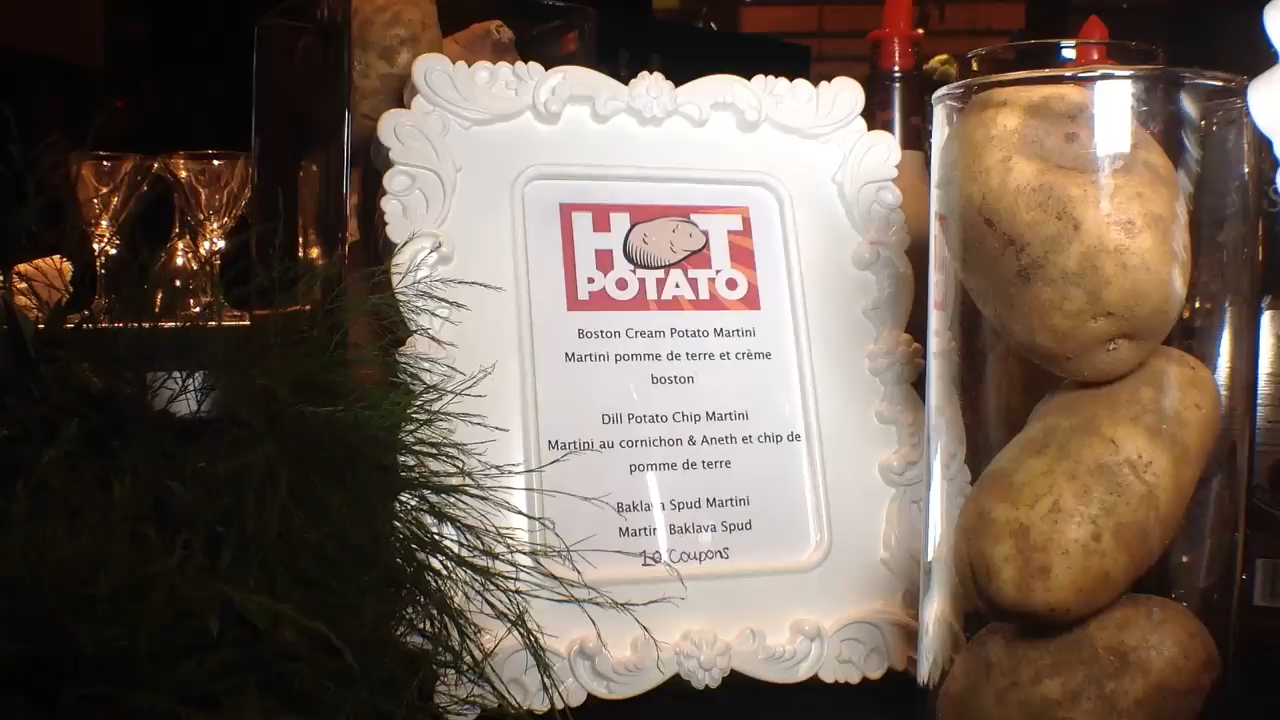 HOT
POTATO
Boston Cream Potato Martini
Martini pomme de terre et crème
boston
Dill Potato Chip Martini
Martini au cornichon & Aneth et chip de
pomme de terre
Baklava Spud Martini
Martini Baklava Spud
10 Coupons